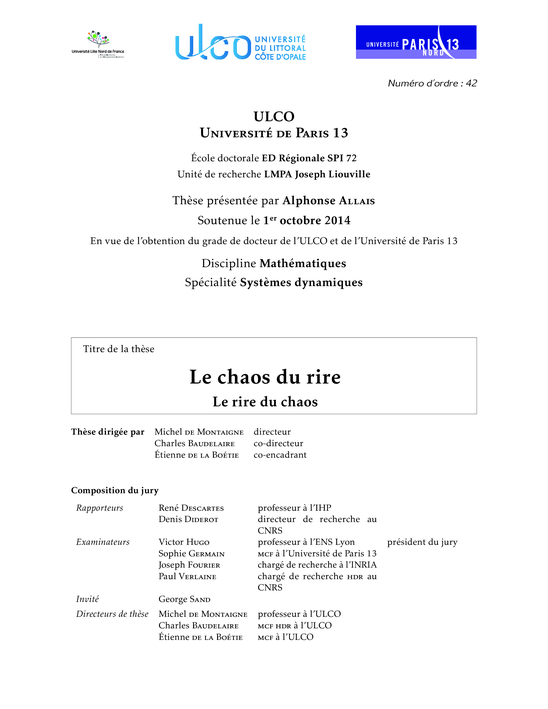 Université Lille Nord de France
ULCO UNIVERSITÉ
DU LITTORAL
CÔTE D'OPALE
UNIVERSITÉ PARIS 13
NORD
Numéro d'ordre : 42
ULCO
Université de Paris 13
École doctorale ED Régionale SPI 72
Unité de recherche LMPA Joseph Liouville
Thèse présentée par Alphonse Allais
Soutenue le 1er octobre 2014
En vue de l'obtention du grade de docteur de l'ULCO et de l'Université de Paris 13
Discipline Mathématiques
Spécialité Systèmes dynamiques
Titre de la thèse
Le chaos du rire
Le rire du chaos
Thèse dirigée par Michel de Montaigne directeur
Charles Baudelaire co-directeur
Étienne de la Boétie co-encadrant
Composition du jury
Rapporteurs René Descartes professeur à l'IHP
Denis Diderot directeur de recherche au
CNRS
Examinateurs Victor Hugo professeur à l'ENS Lyon président du jury
Sophie Germain mcf à l'Université de Paris 13
Joseph Fourier chargé de recherche à l'INRIA
Paul Verlaine chargé de recherche hdr au
CNRS
Invité George Sand
Directeurs de thèse Michel de Montaigne professeur à l'ULCO
Charles Baudelaire mcf hdr à l'ULCO
Étienne de la Boétie mcf à l'ULCO